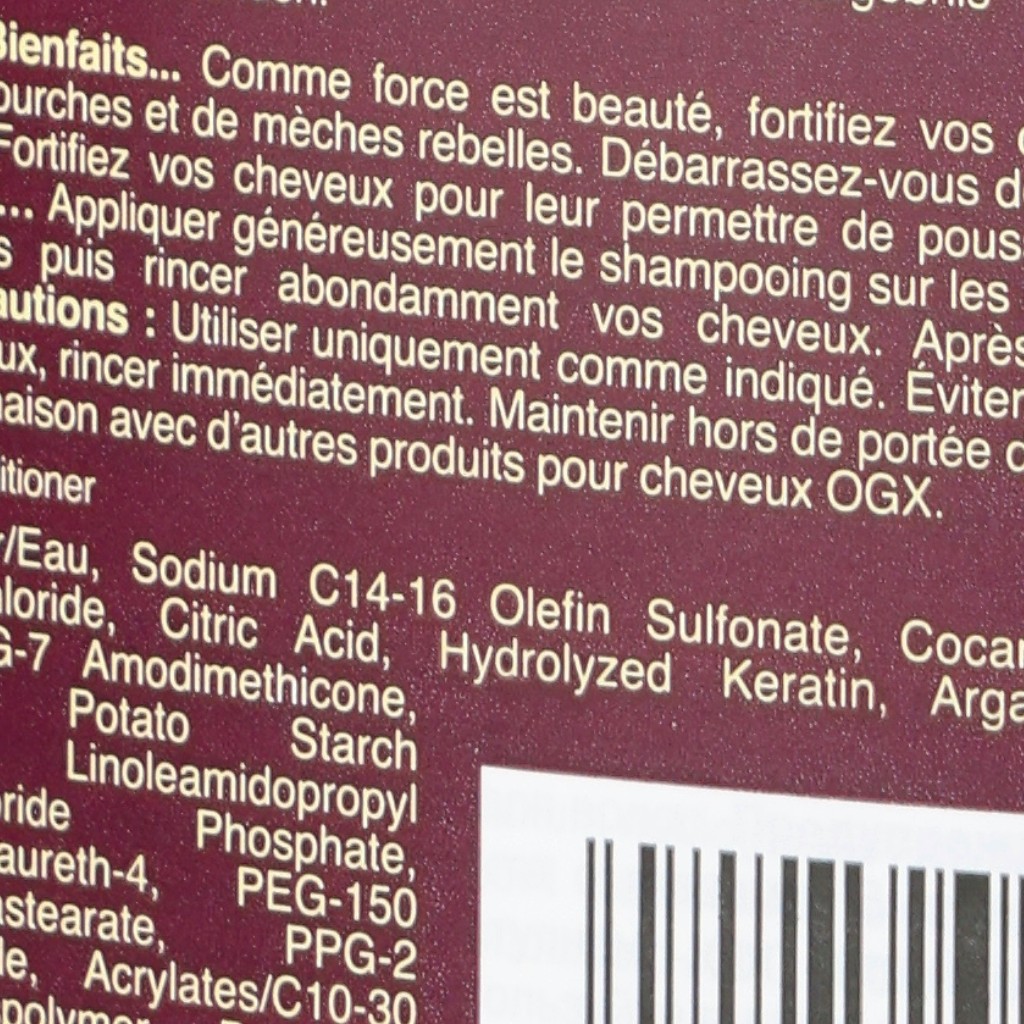 Bienfaits... Comme force est beauté, fortifiez vos
ourches et de mèches rebelles. Débarrassez-vous d
Fortifiez vos cheveux pour leur permettre de pous
... Appliquer généreusement le shampooing sur les
s puis rincer abondamment vos cheveux. Après
autions : Utiliser uniquement comme indiqué. Éviter
ux, rincer immédiatement. Maintenir hors de portée d
aison avec d'autres produits pour cheveux OGX.
itioner
r/Eau, Sodium C14-16 Olefin Sulfonate, Cocam
loride, Citric Acid, Hydrolyzed Keratin, Arga
G-7 Amodimethicone,
Potato Starch
Linoleamidopropyl
ride Phosphate,
aureth-4, PEG-150
stearate, PPG-2
de, Acrylates/C10-30
polymer